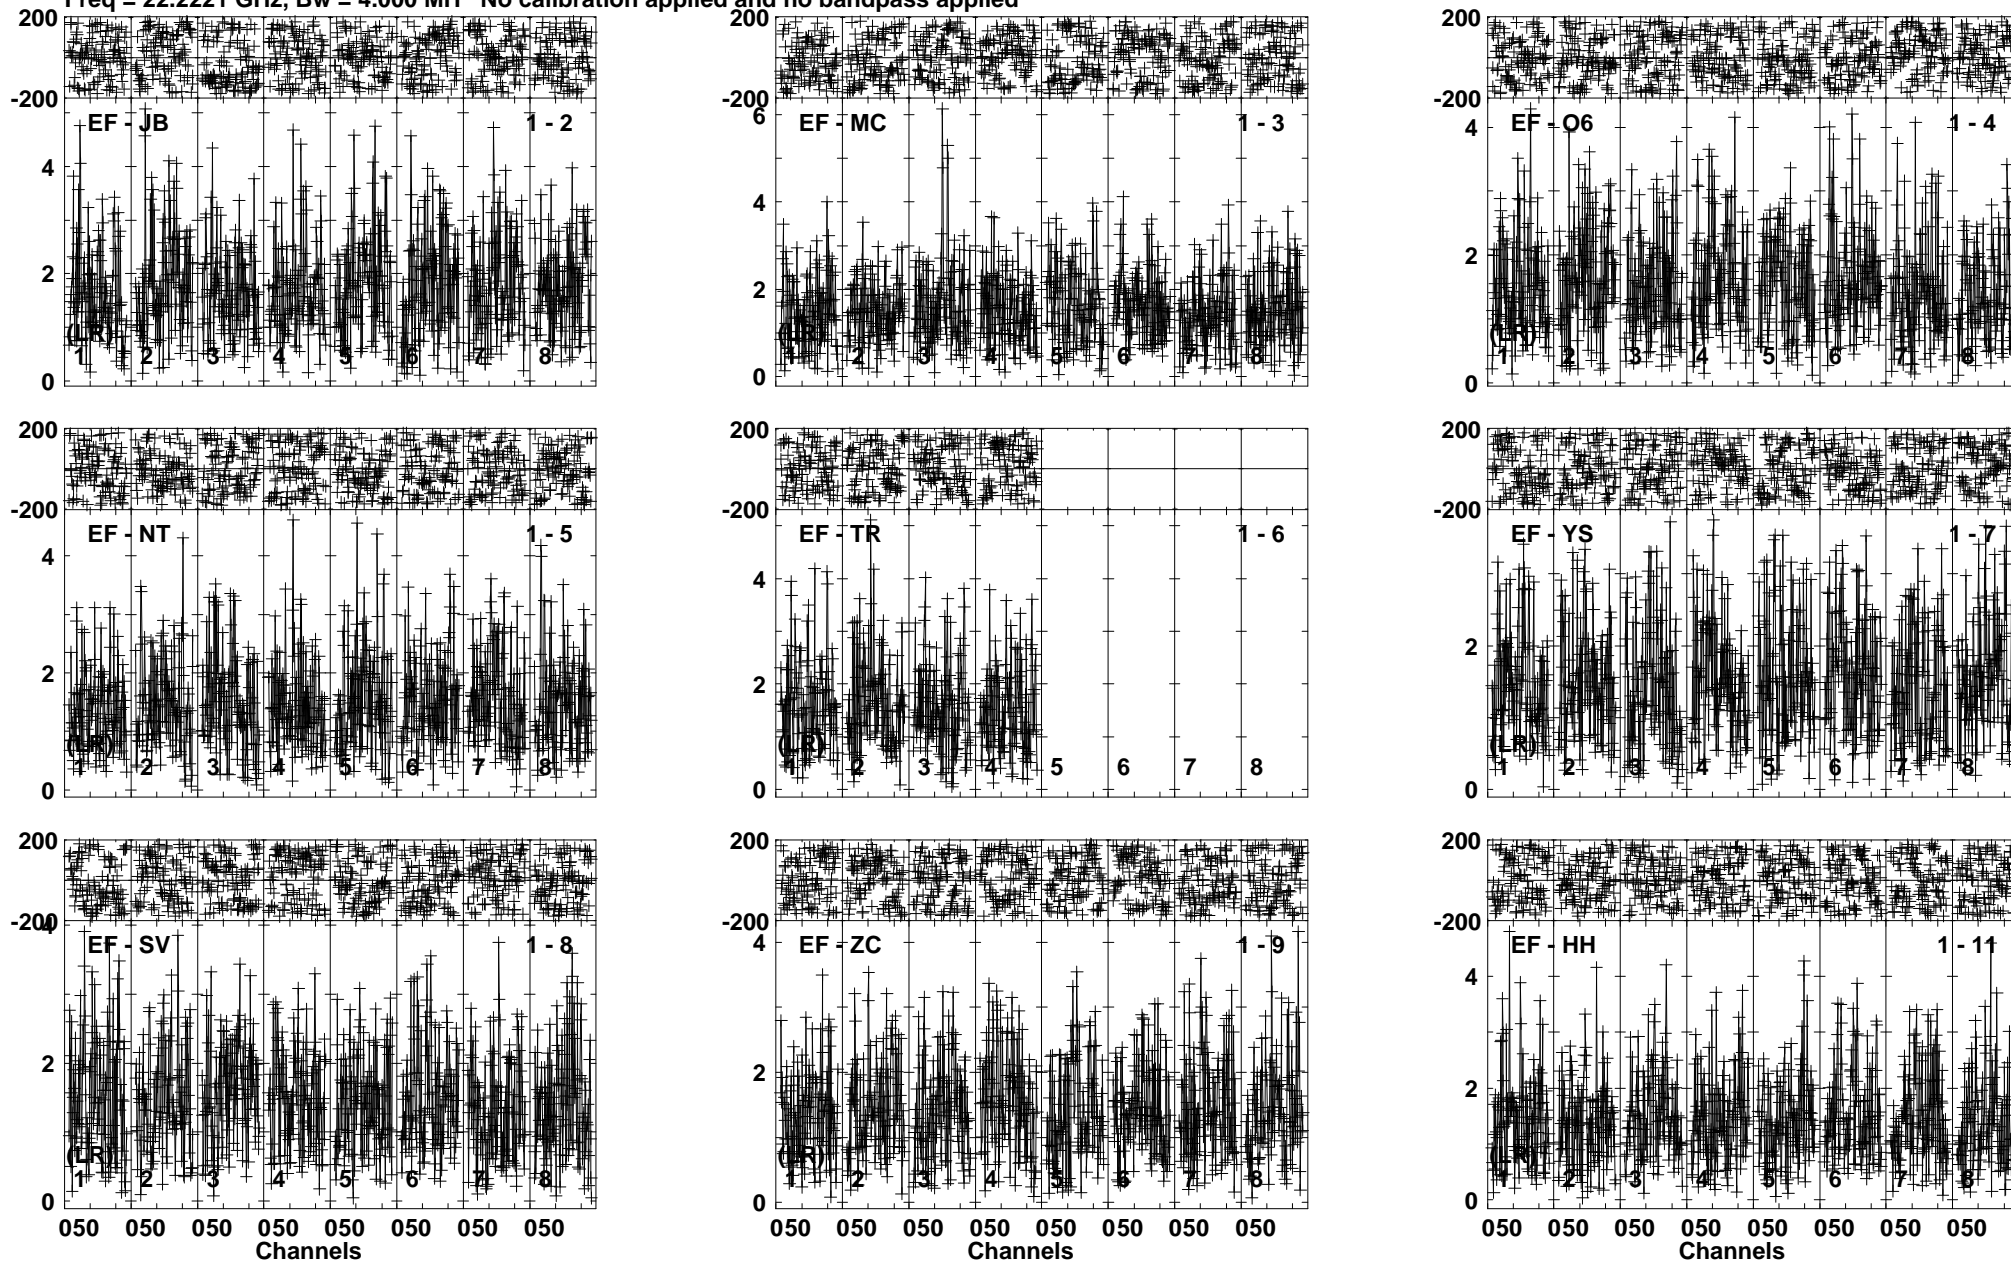 Freq = 22.2221 GHz, Bw = 4.000 MH No calibration applied and no bandpass applied
200 200 200
-200 -200 -200
EF - JB 1 - 2 EF - MC 1 - 3 EF - O6 1 - 4
6
4 4 4
2 2 2
(LR) (LR) (LR)
1 2 3 4 5 6 7 8 1 2 3 4 5 6 7 8 1 2 3 4 5 6 7 8
0 0 0
200 200 200
-200 -200 -200
EF - NT 1 - 5 EF - TR 1 - 6 EF - YS 1 - 7
4 4
2 2 2
(LR) (LR) (LR)
1 2 3 4 5 6 7 8 1 2 3 4 5 6 7 8 1 2 3 4 5 6 7 8
0 0 0
200 200 200
-200 -200 -200
4 4 4
EF - SV 1 - 8 EF - ZC 1 - 9 EF - HH 1 - 11
2 2 2
(LR) (LR) (LR)
1 2 3 4 5 6 7 8 1 2 3 4 5 6 7 8 1 2 3 4 5 6 7 8
0 0 0
050 050 050 050 050 050 050 050 050 050 050 050 050 050 050 050 050 050 050 050 050 050 050 050
Channels Channels Channels